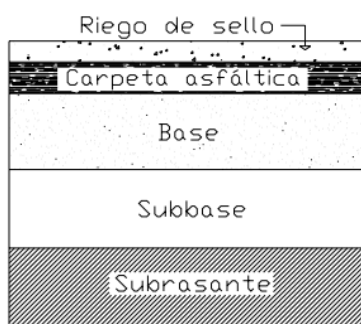 Riego de sello
Carpeta asfáltica
Base
Subbase
Subrasante